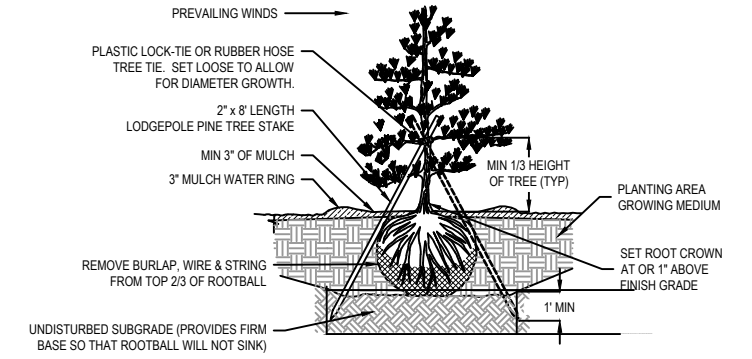 PREVAILING WINDS
PLASTIC LOCK-TIE OR RUBBER HOSE
TREE TIE. SET LOOSE TO ALLOW
FOR DIAMETER GROWTH.
2" x 8' LENGTH
LODGEPOLE PINE TREE STAKE
MIN 3" OF MULCH
3" MULCH WATER RING
REMOVE BURLAP, WIRE & STRING
FROM TOP 2/3 OF ROOTBALL
UNDISTURBED SUBGRADE (PROVIDES FIRM
BASE SO THAT ROOTBALL WILL NOT SINK)
MIN 1/3 HEIGHT
OF TREE (TYP)
PLANTING AREA
GROWING MEDIUM
SET ROOT CROWN
AT OR 1" ABOVE
FINISH GRADE
1' MIN